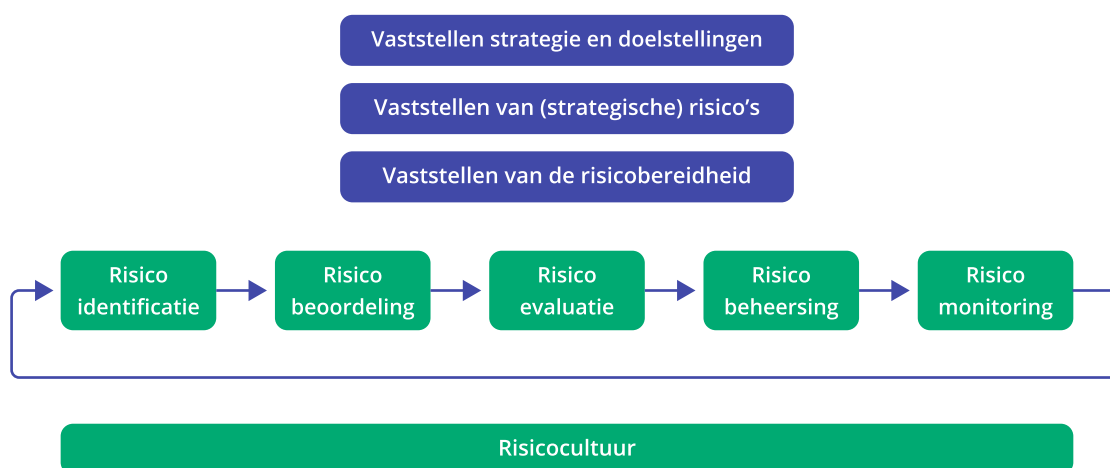 Vaststellen strategie en doelstellingen
Vaststellen van (strategische) risico’s
Vaststellen van de risicobereidheid
Risico
identificatie
Risico
beoordeling
Risico
evaluatie
Risico
beheersing
Risico
monitoring
Risicocultuur